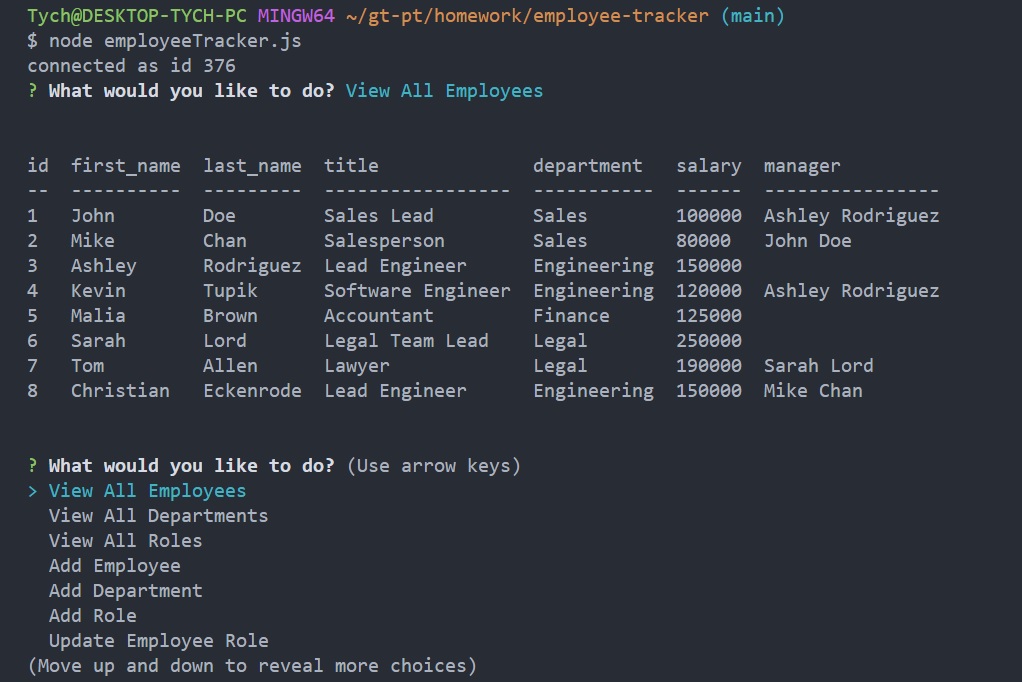 Tych@DESKTOP-TYCH-PC MINGW64 ~/gt-pt/homework/employee-tracker (main)
$ node employeeTracker.js
connected as id 376
? What would you like to do? View All Employees
id  first_name  last_name  title              department   salary  manager
--  ----------  ---------  -----------------  -----------  ------  ----------------
1   John        Doe        Sales Lead         Sales        100000  Ashley Rodriguez
2   Mike        Chan       Salesperson        Sales        80000   John Doe
3   Ashley      Rodriguez  Lead Engineer      Engineering  150000
4   Kevin       Tupik      Software Engineer  Engineering  120000  Ashley Rodriguez
5   Malia       Brown      Accountant         Finance      125000
6   Sarah       Lord       Legal Team Lead    Legal        250000
7   Tom         Allen      Lawyer             Legal        190000  Sarah Lord
8   Christian   Eckenrode  Lead Engineer      Engineering  150000  Mike Chan
? What would you like to do? (Use arrow keys)
> View All Employees
  View All Departments
  View All Roles
  Add Employee
  Add Department
  Add Role
  Update Employee Role
(Move up and down to reveal more choices)